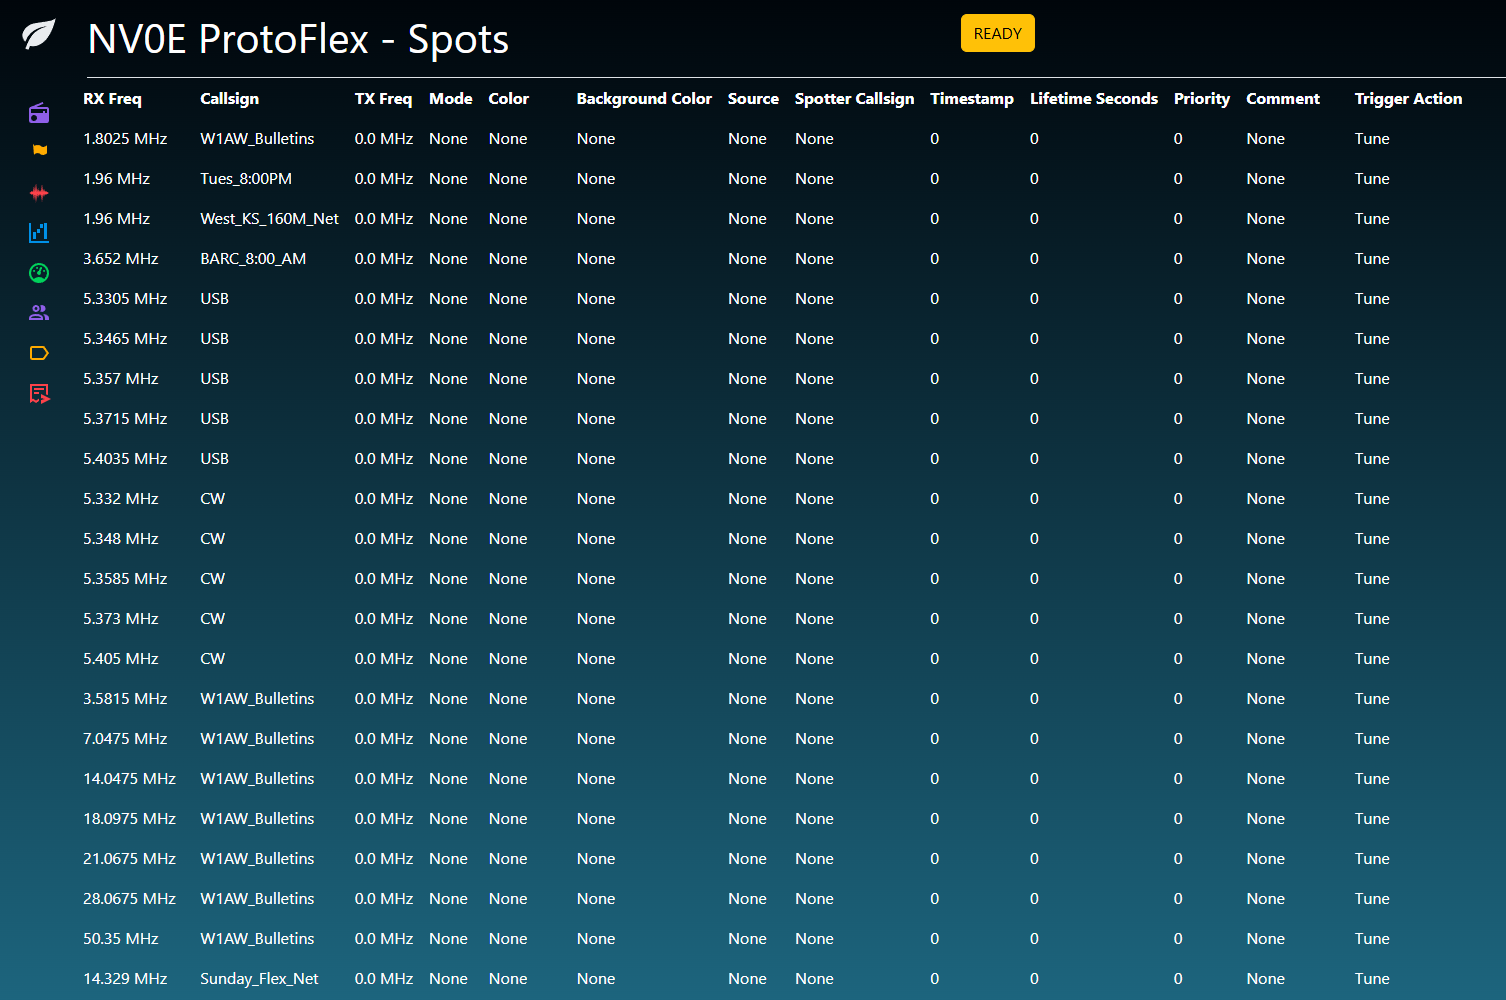 NV0E ProtoFlex - Spots
READY
RX Freq Callsign TX Freq Mode Color Background Color Source Spotter Callsign Timestamp Lifetime Seconds Priority Comment Trigger Action
1.8025 MHz W1AW_Bulletins 0.0 MHz None None None None None 0 0 0 None Tune
1.96 MHz Tues_8:00PM 0.0 MHz None None None None None 0 0 0 None Tune
1.96 MHz West_KS_160M_Net 0.0 MHz None None None None None 0 0 0 None Tune
3.652 MHz BARC_8:00_AM 0.0 MHz None None None None None 0 0 0 None Tune
5.3305 MHz USB 0.0 MHz None None None None None 0 0 0 None Tune
5.3465 MHz USB 0.0 MHz None None None None None 0 0 0 None Tune
5.357 MHz USB 0.0 MHz None None None None None 0 0 0 None Tune
5.3715 MHz USB 0.0 MHz None None None None None 0 0 0 None Tune
5.4035 MHz USB 0.0 MHz None None None None None 0 0 0 None Tune
5.332 MHz CW 0.0 MHz None None None None None 0 0 0 None Tune
5.348 MHz CW 0.0 MHz None None None None None 0 0 0 None Tune
5.3585 MHz CW 0.0 MHz None None None None None 0 0 0 None Tune
5.373 MHz CW 0.0 MHz None None None None None 0 0 0 None Tune
5.405 MHz CW 0.0 MHz None None None None None 0 0 0 None Tune
3.5815 MHz W1AW_Bulletins 0.0 MHz None None None None None 0 0 0 None Tune
7.0475 MHz W1AW_Bulletins 0.0 MHz None None None None None 0 0 0 None Tune
14.0475 MHz W1AW_Bulletins 0.0 MHz None None None None None 0 0 0 None Tune
18.0975 MHz W1AW_Bulletins 0.0 MHz None None None None None 0 0 0 None Tune
21.0675 MHz W1AW_Bulletins 0.0 MHz None None None None None 0 0 0 None Tune
28.0675 MHz W1AW_Bulletins 0.0 MHz None None None None None 0 0 0 None Tune
50.35 MHz W1AW_Bulletins 0.0 MHz None None None None None 0 0 0 None Tune
14.329 MHz Sunday_Flex_Net 0.0 MHz None None None None None 0 0 0 None Tune